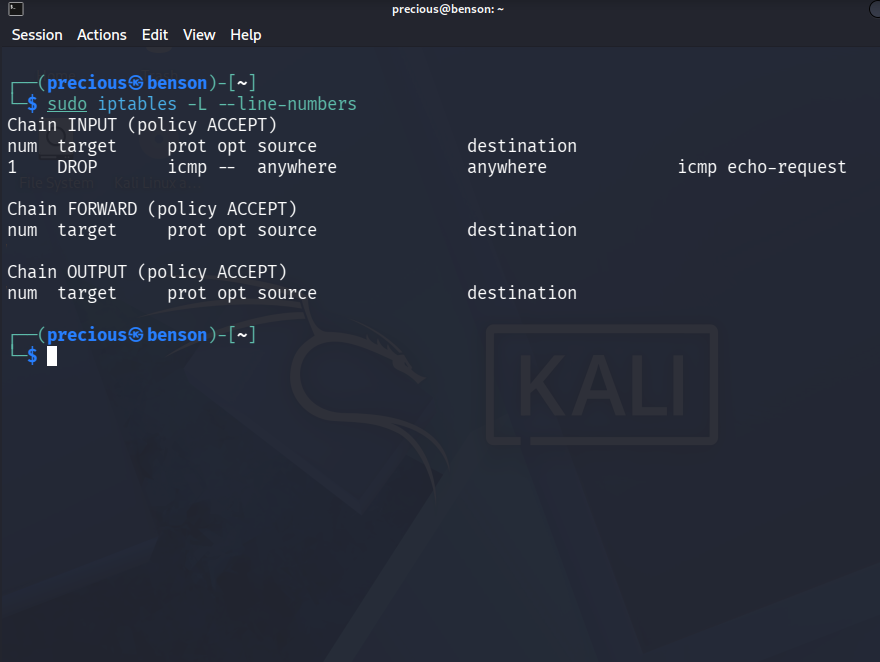 precious@benson: ~
Session Actions Edit View Help
┌──(precious㉿benson)-[~]
└─$ sudo iptables -L --line-numbers
Chain INPUT (policy ACCEPT)
num  target     prot opt source               destination
1    DROP       icmp --  anywhere             anywhere             icmp echo-request
Chain FORWARD (policy ACCEPT)
num  target     prot opt source               destination
Chain OUTPUT (policy ACCEPT)
num  target     prot opt source               destination
┌──(precious㉿benson)-[~]
└─$
File System
KALI